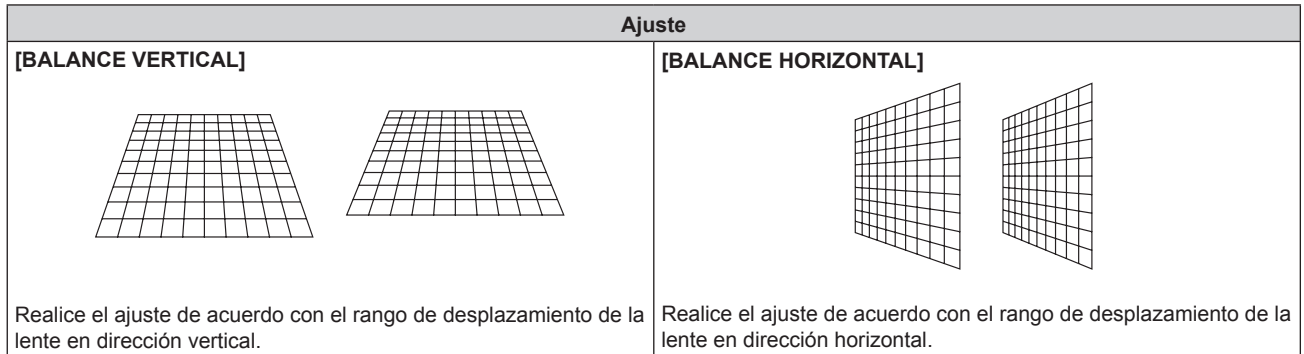 Ajuste
[BALANCE VERTICAL]
Realice el ajuste de acuerdo con el rango de desplazamiento de la
lente en dirección vertical.
[BALANCE HORIZONTAL]
Realice el ajuste de acuerdo con el rango de desplazamiento de la
lente en dirección horizontal.